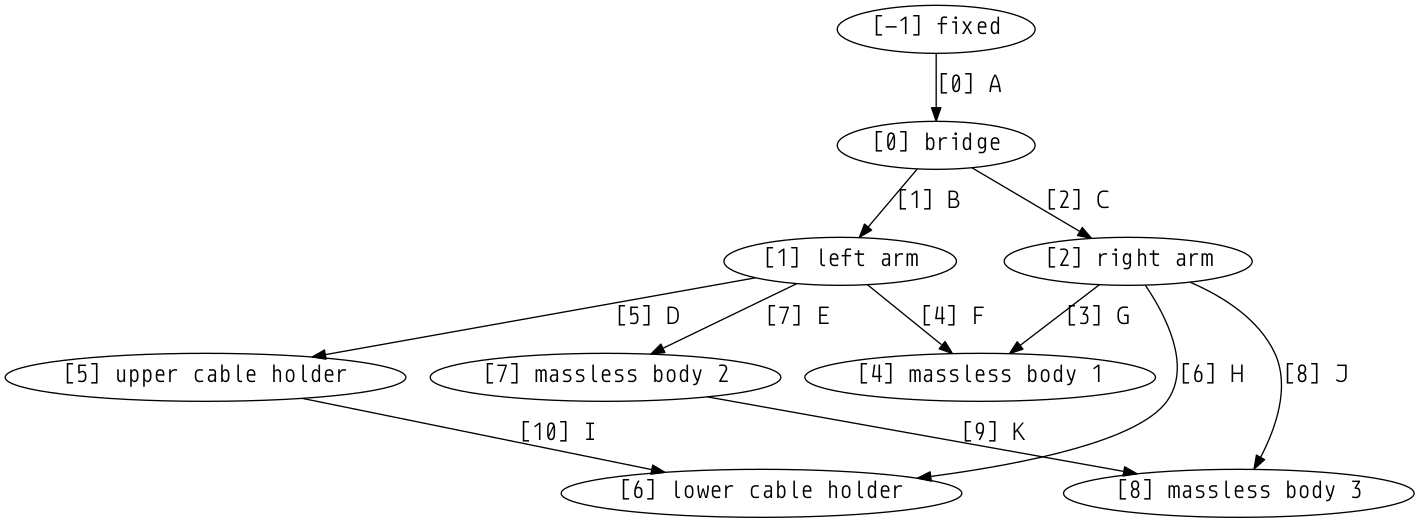 [-1] fixed
[0] A
[0] bridge
[1] B
[2] C
[1] left arm
[2] right arm
[5] D
[7] E
[4] F
[3] G
[5] upper cable holder
[7] massless body 2
[4] massless body 1
[6] H
[8] J
[10] I
[9] K
[6] lower cable holder
[8] massless body 3